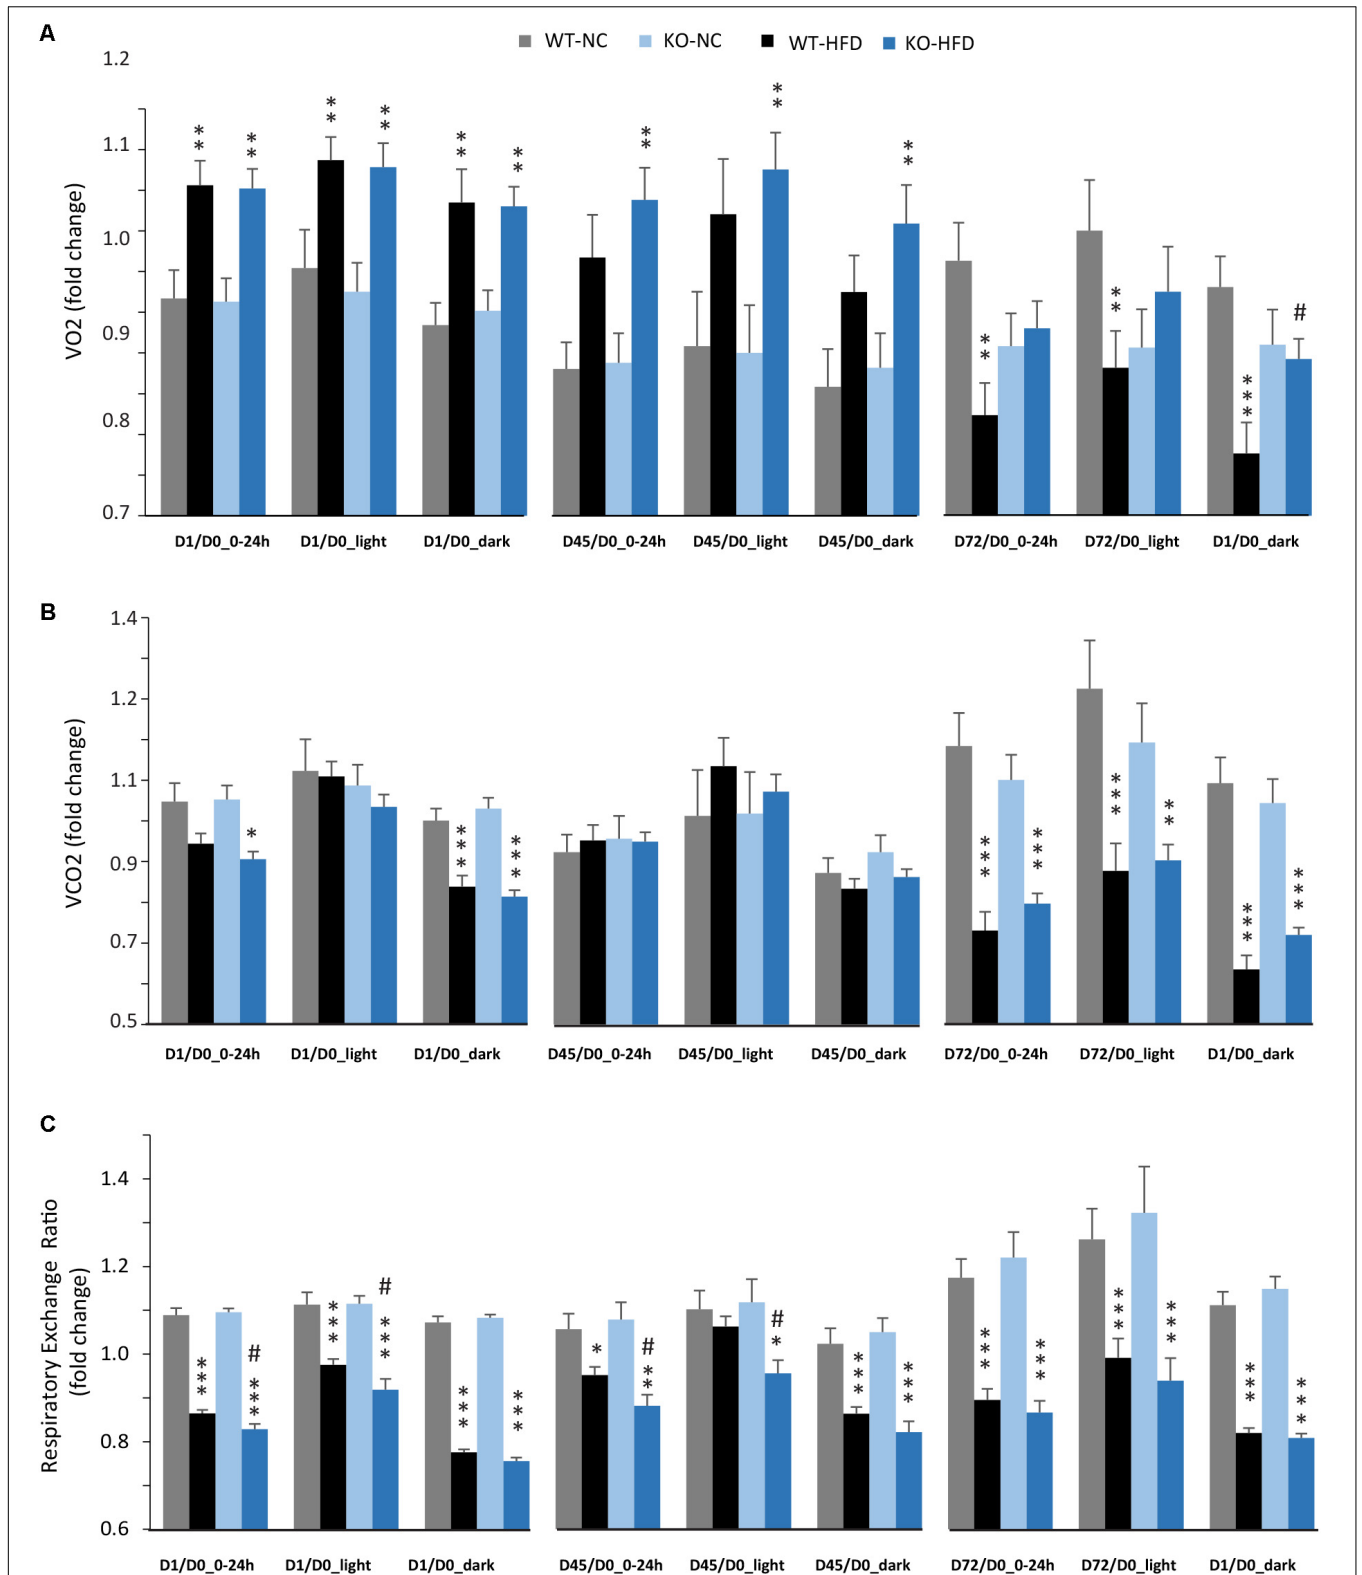 A
WT-NC KO-NC WT-HFD KO-HFD
1.2
1.1
1.0
0.9
0.8
0.7
VO2 (fold change)
** ** ** ** ** ** ** ** ** ** ** *** #
D1/D0_0-24h D1/D0_light D1/D0_dark D45/D0_0-24h D45/D0_light D45/D0_dark D72/D0_0-24h D72/D0_light D1/D0_dark
B
1.4
1.2
1.1
0.9
0.7
0.5
VCO2 (fold change)
* *** *** *** *** *** ** *** ***
D1/D0_0-24h D1/D0_light D1/D0_dark D45/D0_0-24h D45/D0_light D45/D0_dark D72/D0_0-24h D72/D0_light D1/D0_dark
C
1.4
1.2
1.0
0.8
0.6
Respiratory Exchange Ratio
(fold change)
*** # *** *** # *** *** *** * # ** # * *** *** *** *** *** *** *** ***
D1/D0_0-24h D1/D0_light D1/D0_dark D45/D0_0-24h D45/D0_light D45/D0_dark D72/D0_0-24h D72/D0_light D1/D0_dark